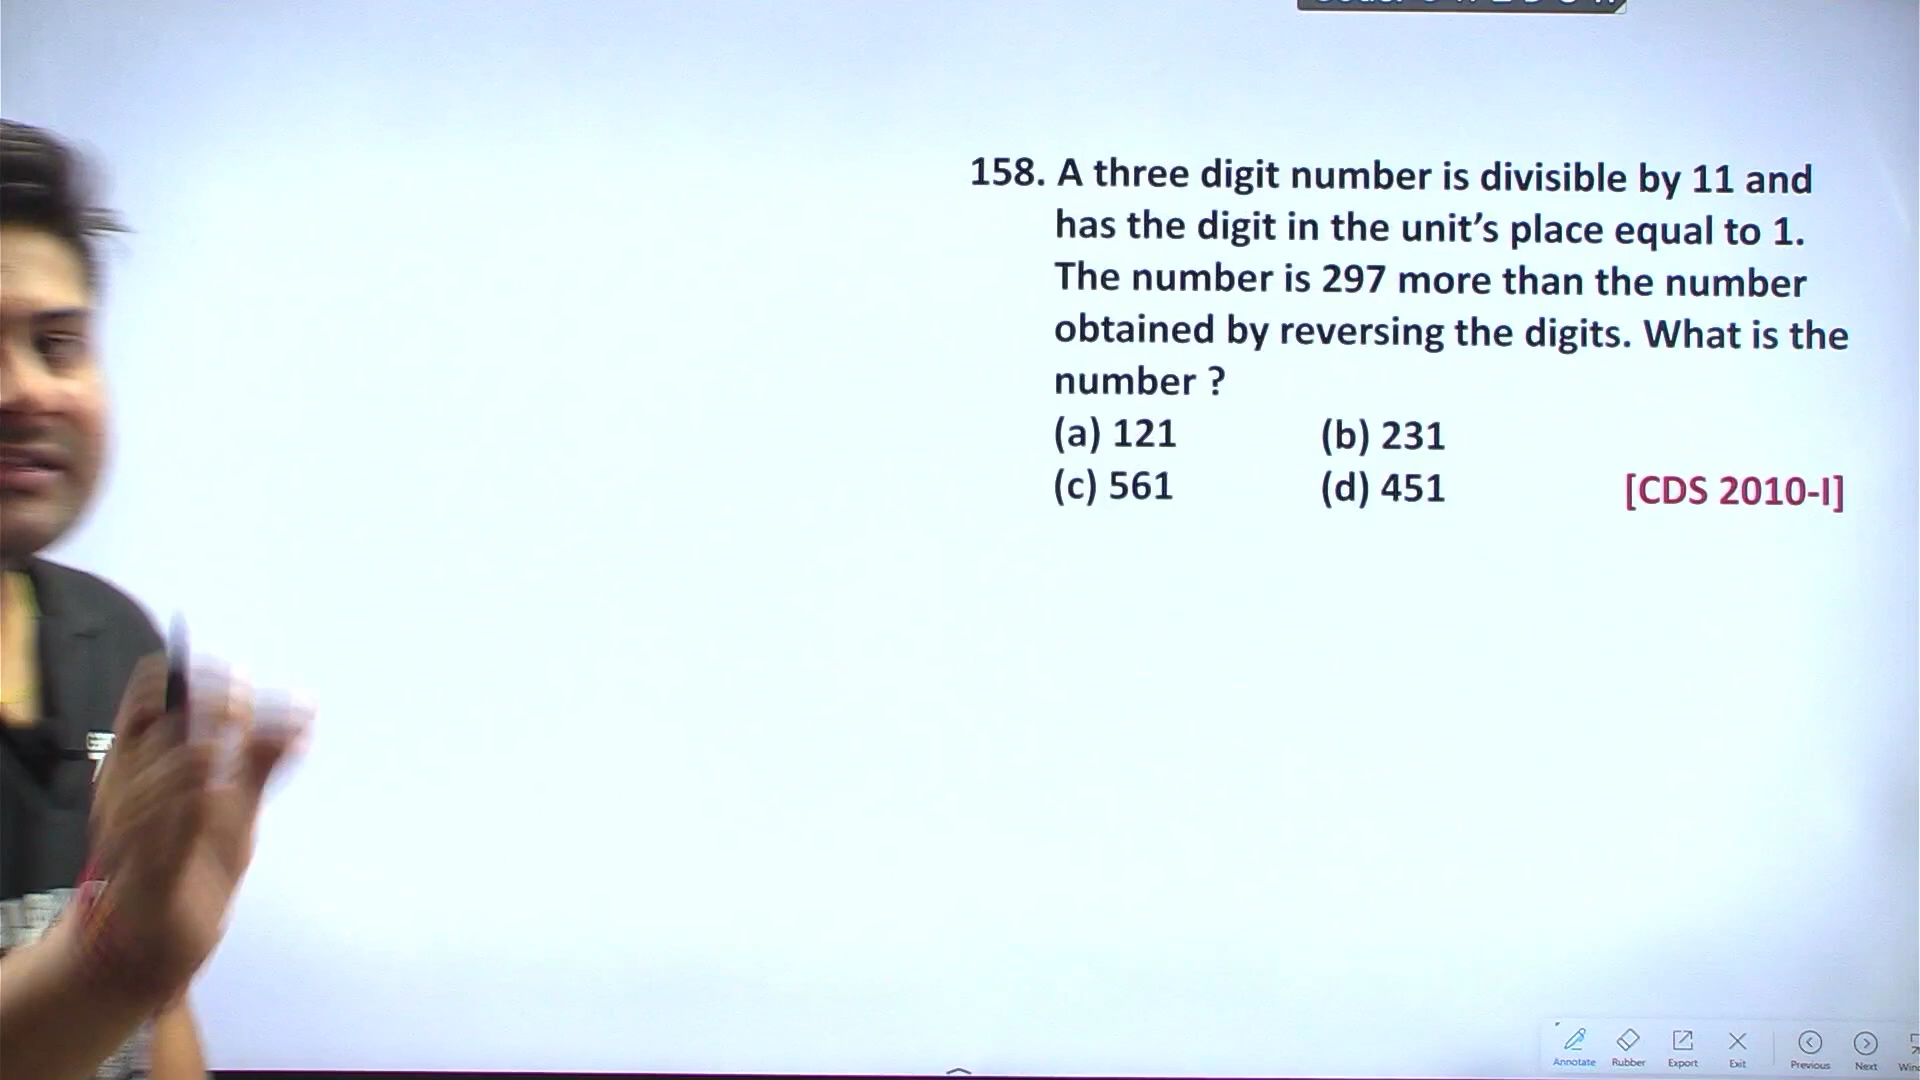 158. A three digit number is divisible by 11 and
has the digit in the unit's place equal to 1.
The number is 297 more than the number
obtained by reversing the digits. What is the
number ?
(a) 121 (b) 231
(c) 561 (d) 451 [CDS 2010-I]
Annotate Rubber Export Exit Previous Next